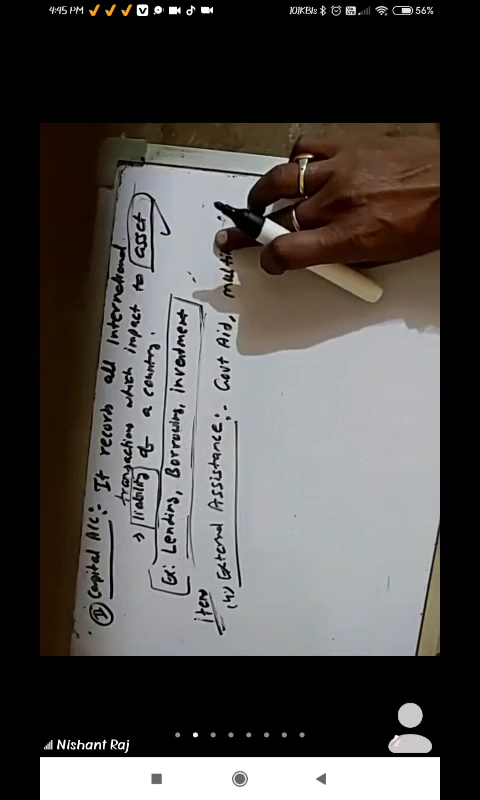 4:45 PM
101KB/s
56%
② Capital A/C:- It records all International
transactions which impact to asset
→ liability of a country.
Ex: Lending, Borrowing, investment
item
External Assistance:- Govt Aid,
Nishant Raj